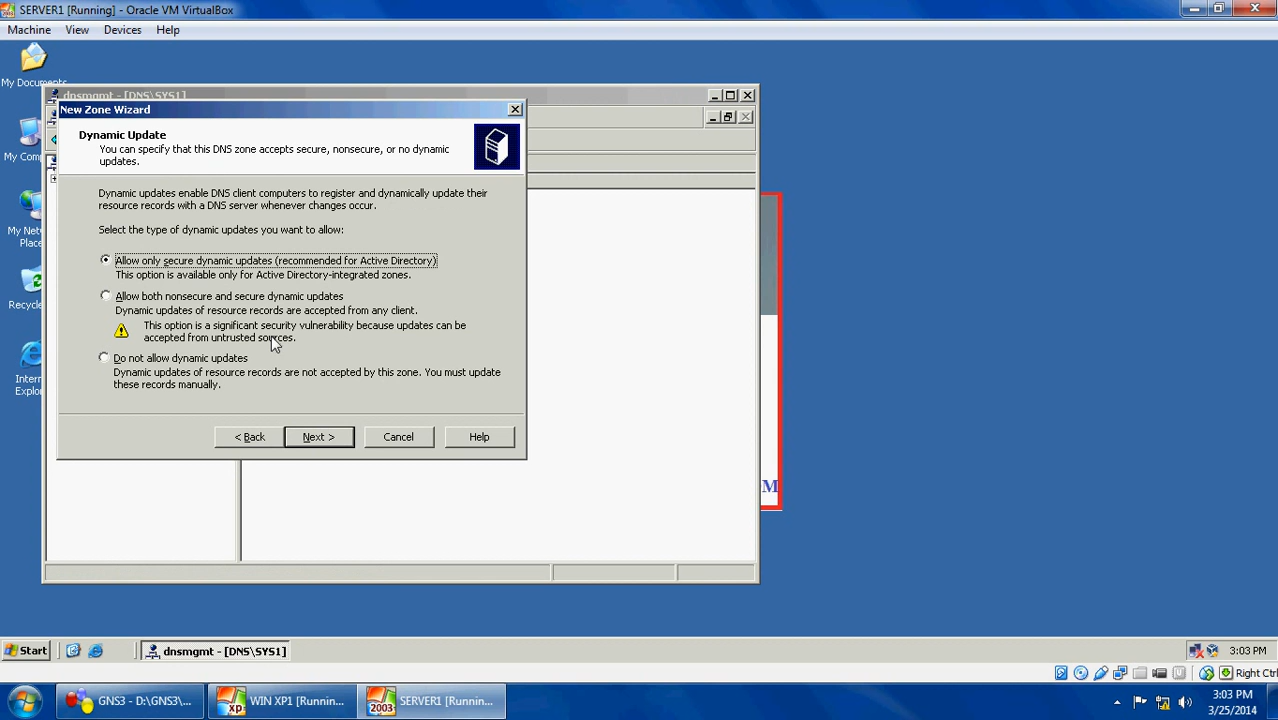 SERVER1 [Running] - Oracle VM VirtualBox
Machine View Devices Help
My Documents
dnsmgmt - [DNS\SYS1]
New Zone Wizard
Dynamic Update
You can specify that this DNS zone accepts secure, nonsecure, or no dynamic
updates.
My Com
Dynamic updates enable DNS client computers to register and dynamically update their
resource records with a DNS server whenever changes occur.
Select the type of dynamic updates you want to allow:
My Net
Place
Allow only secure dynamic updates (recommended for Active Directory)
This option is available only for Active Directory-integrated zones.
Allow both nonsecure and secure dynamic updates
Dynamic updates of resource records are accepted from any client.
Recycle
This option is a significant security vulnerability because updates can be
accepted from untrusted sources.
Do not allow dynamic updates
Dynamic updates of resource records are not accepted by this zone. You must update
these records manually.
Intern
Explor
< Back Next > Cancel Help
M
Start dnsmgmt - [DNS\SYS1] 3:03 PM
Right Ctrl
GNS3 - D:\GNS3\... WIN XP1 [Running... SERVER1 [Runnin... 3:03 PM
3/25/2014